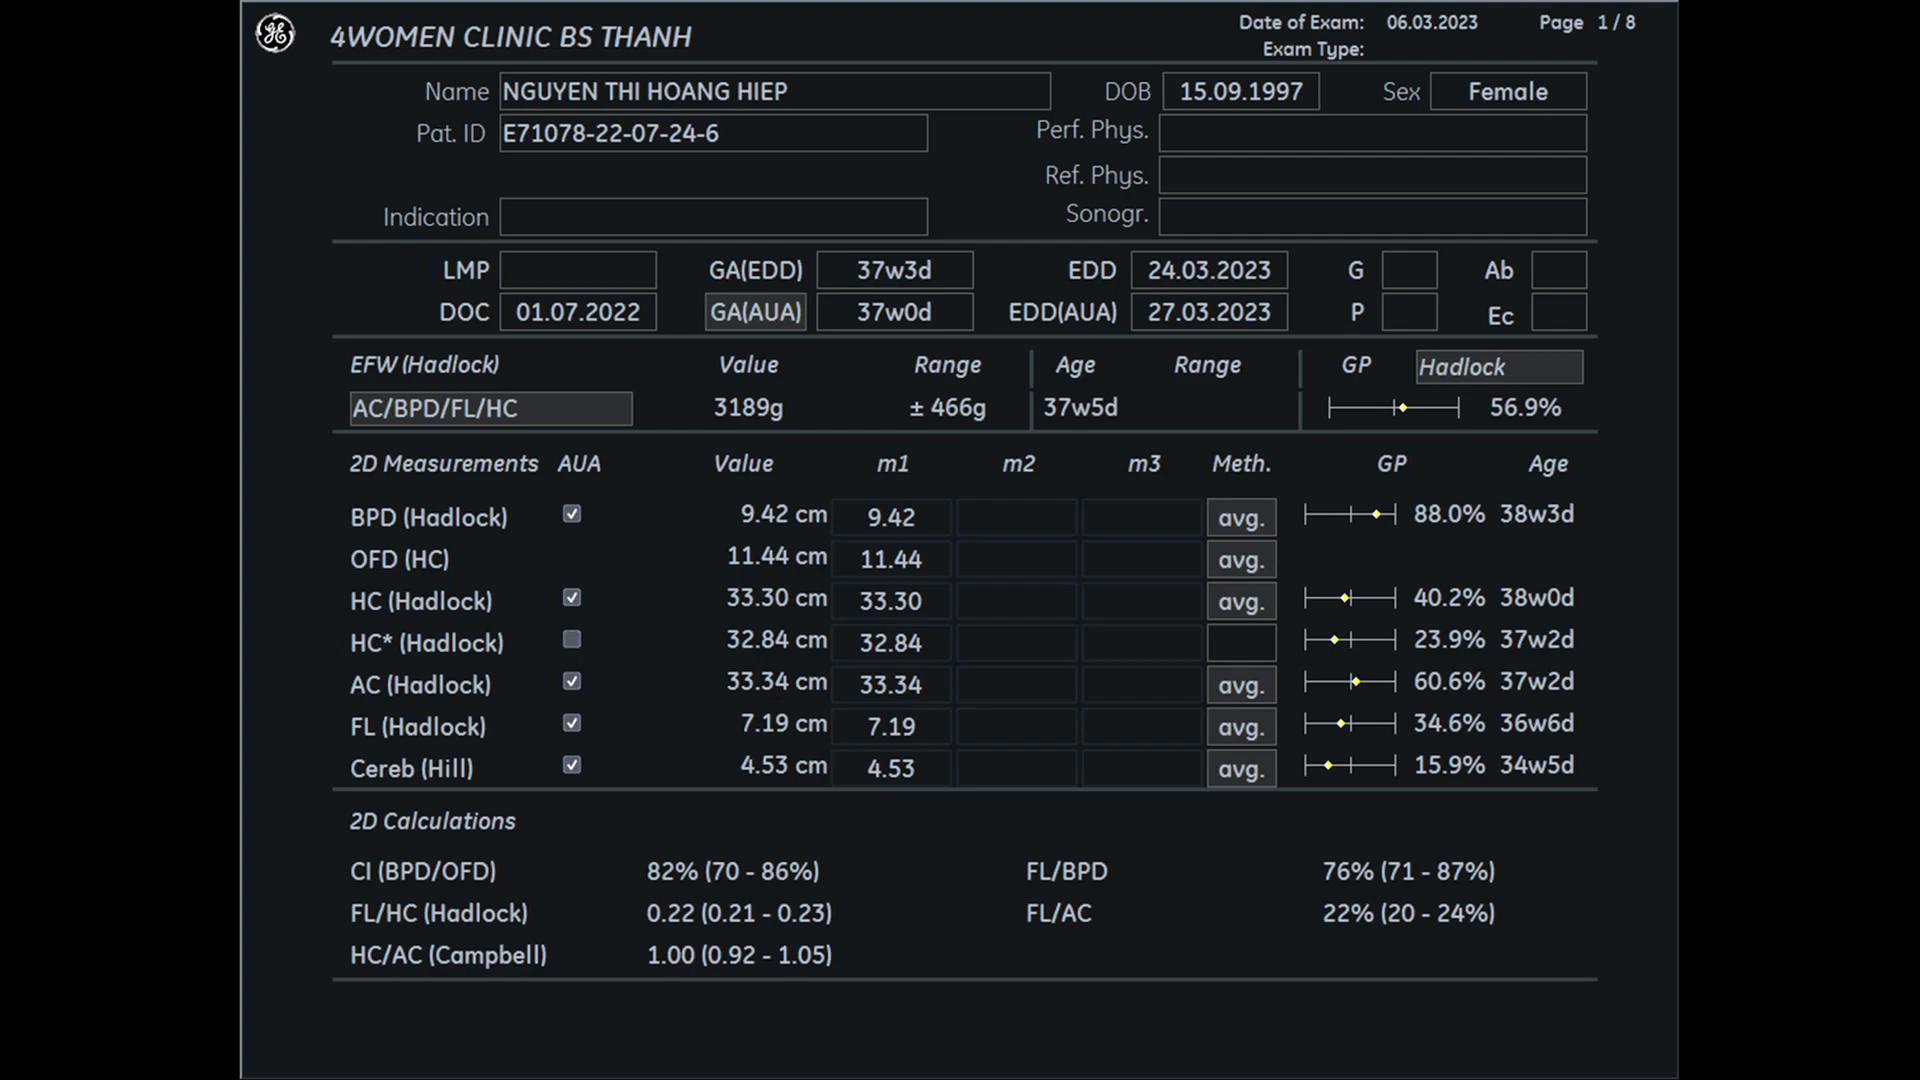 4WOMEN CLINIC BS THANH
Date of Exam: 06.03.2023 Page 1 / 8
Exam Type:
Name NGUYEN THI HOANG HIEP DOB 15.09.1997 Sex Female
Pat. ID E71078-22-07-24-6 Perf. Phys.
Ref. Phys.
Indication Sonogr.
LMP GA(EDD) 37w3d EDD 24.03.2023 G Ab
DOC 01.07.2022 GA(AUA) 37w0d EDD(AUA) 27.03.2023 P Ec
EFW (Hadlock) Value Range Age Range GP Hadlock
AC/BPD/FL/HC 3189g ± 466g 37w5d 56.9%
2D Measurements AUA Value m1 m2 m3 Meth. GP Age
BPD (Hadlock) 9.42 cm 9.42 avg. 88.0% 38w3d
OFD (HC) 11.44 cm 11.44 avg.
HC (Hadlock) 33.30 cm 33.30 avg. 40.2% 38w0d
HC* (Hadlock) 32.84 cm 32.84 23.9% 37w2d
AC (Hadlock) 33.34 cm 33.34 avg. 60.6% 37w2d
FL (Hadlock) 7.19 cm 7.19 avg. 34.6% 36w6d
Cereb (Hill) 4.53 cm 4.53 avg. 15.9% 34w5d
2D Calculations
CI (BPD/OFD) 82% (70 - 86%) FL/BPD 76% (71 - 87%)
FL/HC (Hadlock) 0.22 (0.21 - 0.23) FL/AC 22% (20 - 24%)
HC/AC (Campbell) 1.00 (0.92 - 1.05)